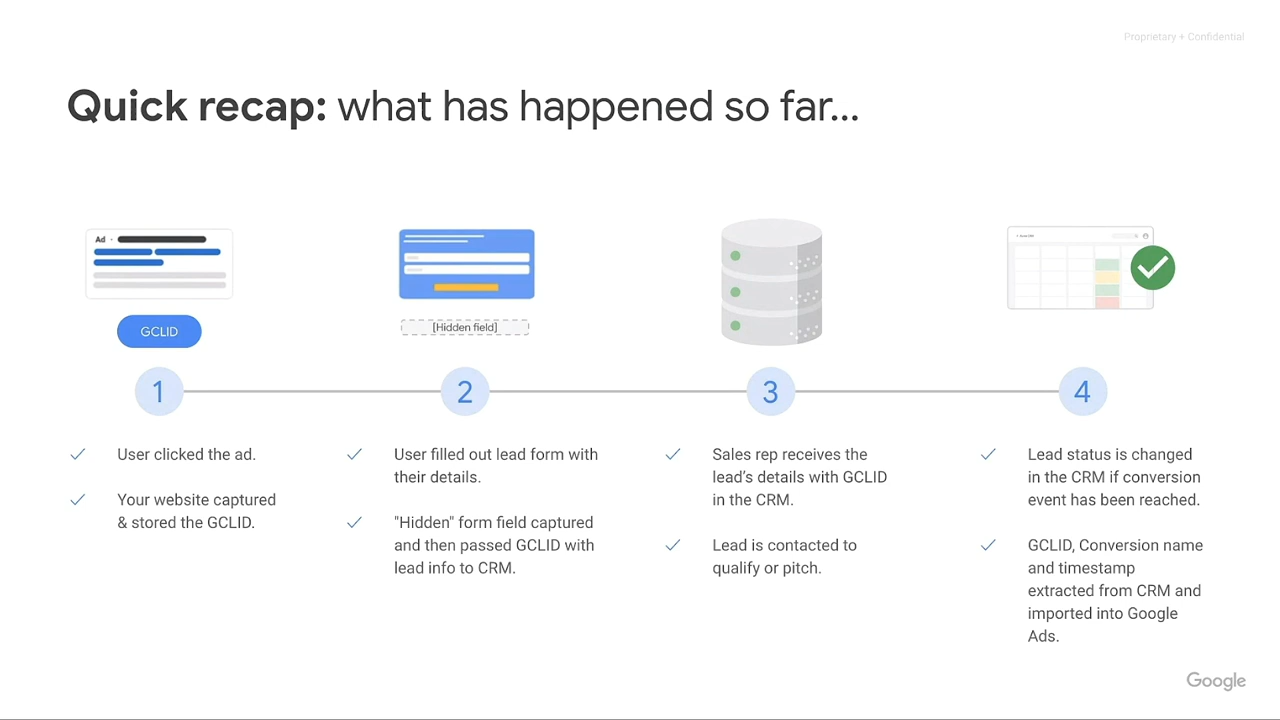 Proprietary + Confidential
Quick recap: what has happened so far...
Ad
GCLID
[Hidden field]
1
2
3
4
User clicked the ad.
Your website captured
& stored the GCLID.
User filled out lead form with
their details.
"Hidden" form field captured
and then passed GCLID with
lead info to CRM.
Sales rep receives the
lead's details with GCLID
in the CRM.
Lead is contacted to
qualify or pitch.
Lead status is changed
in the CRM if conversion
event has been reached.
GCLID, Conversion name
and timestamp
extracted from CRM and
imported into Google
Ads.
Google